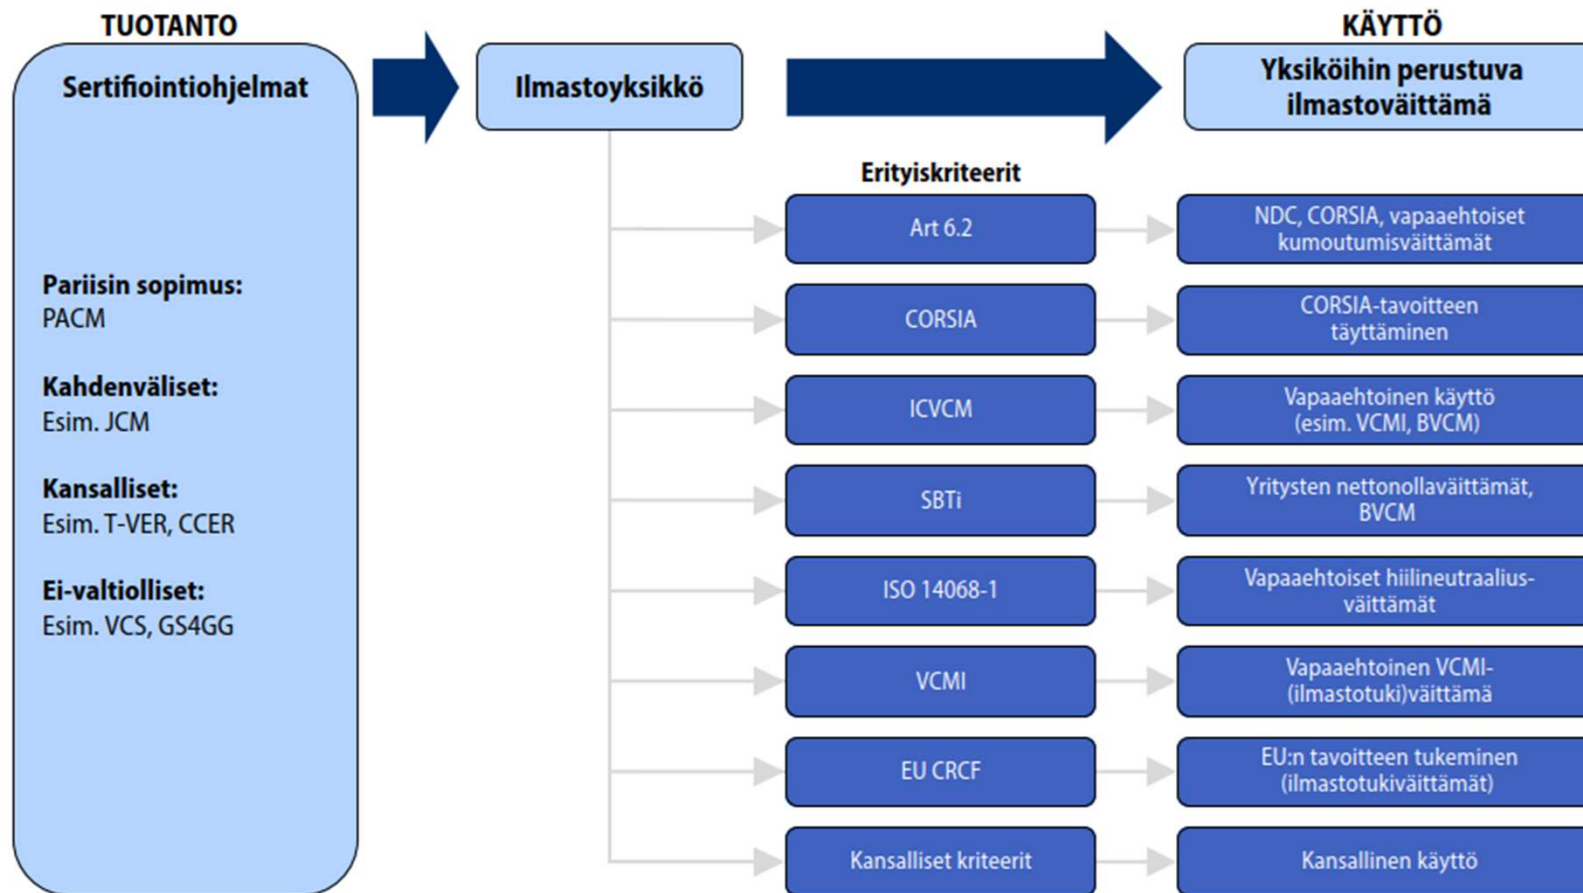 TUOTANTO
Sertifiointiohjelmat
Pariisin sopimus:
PACM
Kahdenväliset:
Esim. JCM
Kansalliset:
Esim. T-VER, CCER
Ei-valtiolliset:
Esim. VCS, GS4GG
Ilmastoyksikkö
KÄYTTÖ
Yksiköihin perustuva
ilmastoväittämä
Erityiskriteerit
Art 6.2
NDC, CORSIA, vapaaehtoiset
kumoutumisväittämät
CORSIA
CORSIA-tavoitteen
täyttäminen
ICVCM
Vapaaehtoinen käyttö
(esim. VCMI, BVCM)
SBTi
Yritysten nettonollaväittämät,
BVCM
ISO 14068-1
Vapaaehtoiset hiilineutraalius-
väittämät
VCMI
Vapaaehtoinen VCMI-
(ilmastotuki)väittämä
EU CRCF
EU:n tavoitteen tukeminen
(ilmastotukiväittämät)
Kansalliset kriteerit
Kansallinen käyttö